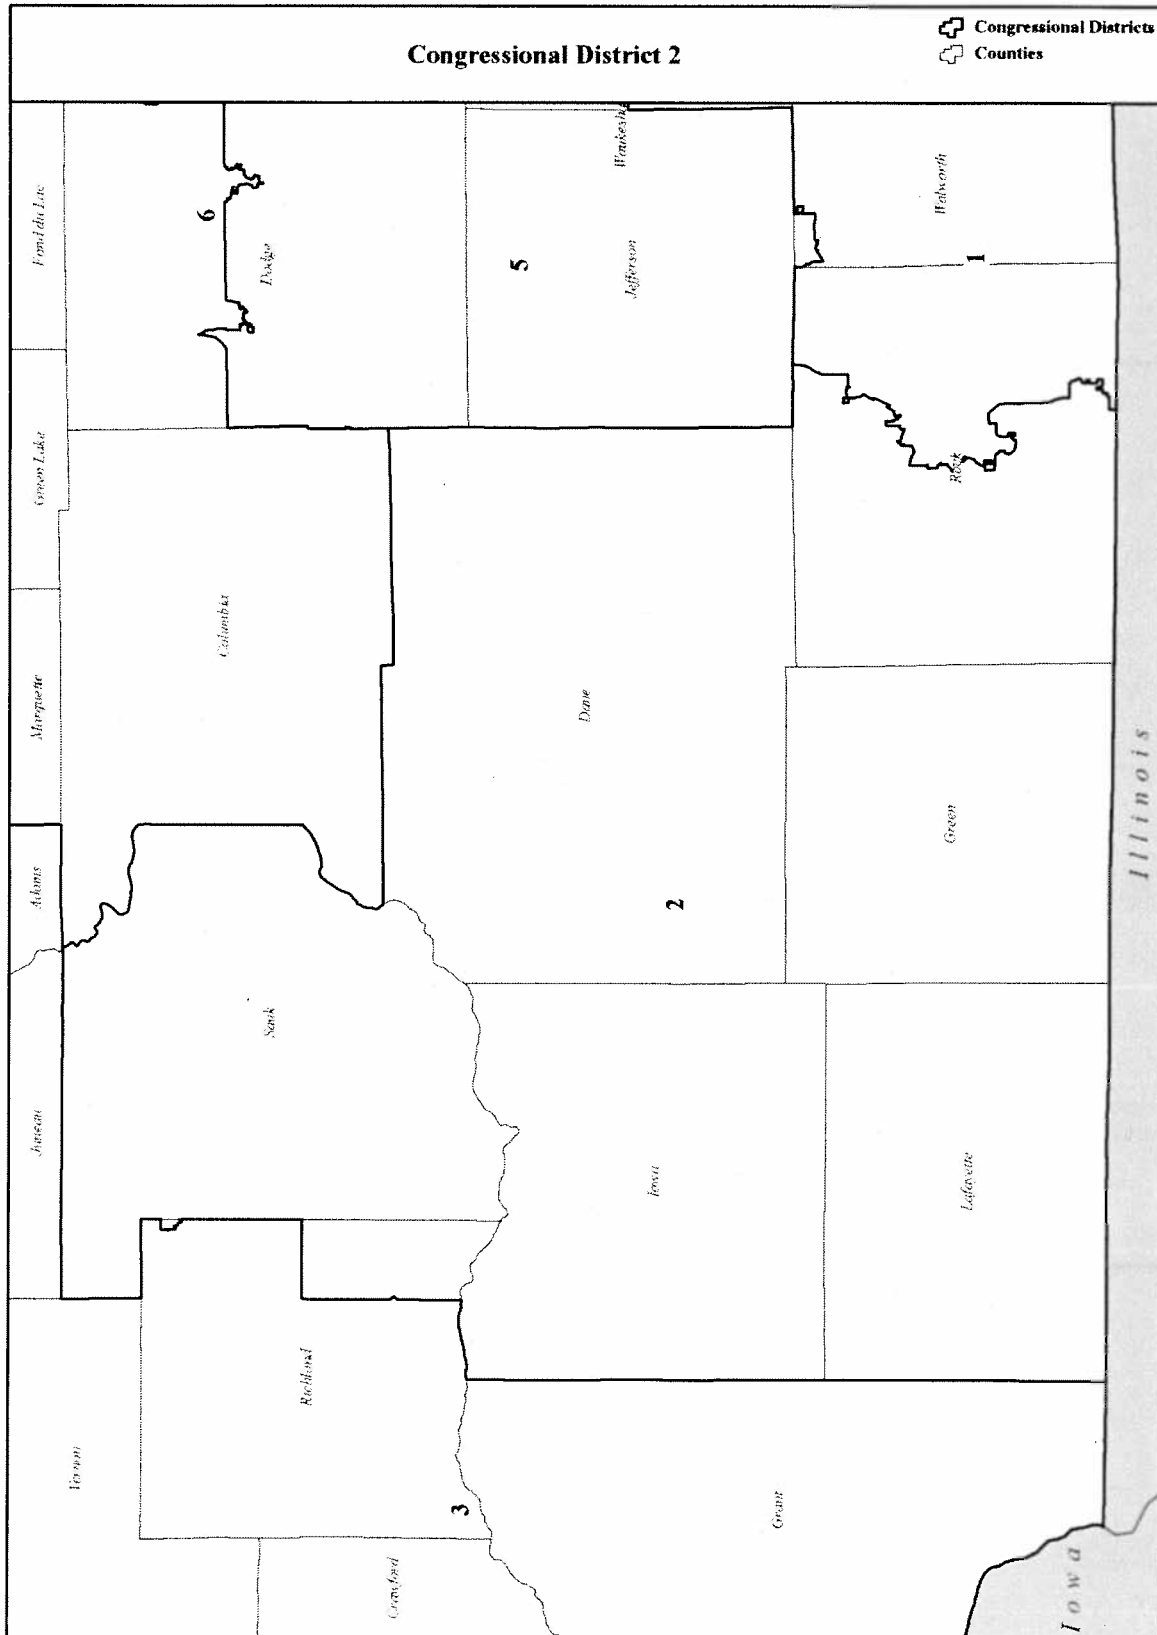 Congressional District 2
Congressional Districts
Counties
Fond du Lac
Green Lake
Marquette
Adams
Juneau
Vernon
6
Dodge
Columbia
Sauk
Richland
Crawford
5
Jefferson
Waukesh
Dane
2
Iowa
3
Grant
Walworth
1
Rock
Green
Lafayette
Illinois
Iowa